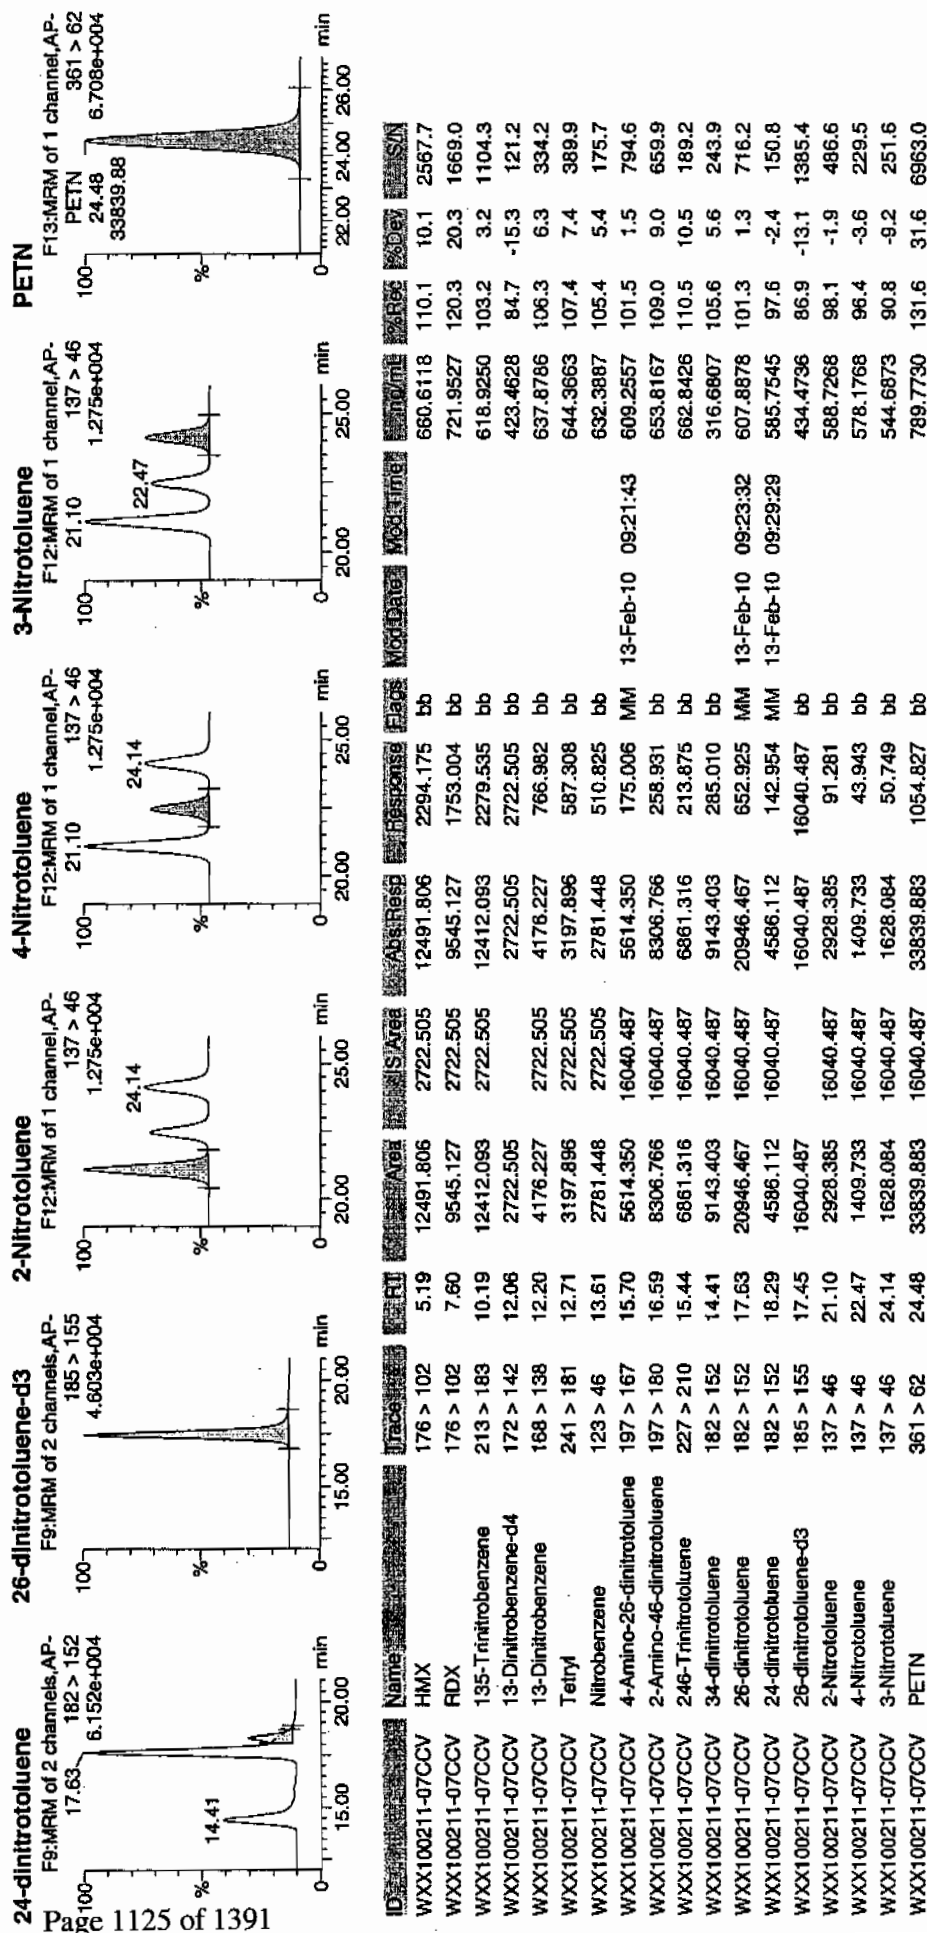 24-dinitrotoluene
F9:MRM of 2 channels,AP-
182 > 152
6.152e+004
17.63
14.41
100
%
0
15.00 20.00 min
26-dinitrotoluene-d3
F9:MRM of 2 channels,AP-
185 > 155
4.603e+004
100
%
0
15.00 20.00 min
2-Nitrotoluene
F12:MRM of 1 channel,AP-
137 > 46
1.275e+004
24.14
100
%
0
20.00 25.00 min
4-Nitrotoluene
F12:MRM of 1 channel,AP-
137 > 46
1.275e+004
21.10
24.14
100
%
0
20.00 25.00 min
3-Nitrotoluene
F12:MRM of 1 channel,AP-
137 > 46
1.275e+004
21.10
22.47
100
%
0
20.00 25.00 min
PETN
F13:MRM of 1 channel,AP-
361 > 62
6.708e+004
PETN
24.48
33839.88
100
%
0
22.00 24.00 26.00 min
ID Name Trace RT Area IS Area Abs.Resp Response Flags Mod.Date Mod.Time ng/mL %Rec %Dev S/N
WXX100211-07CCV HMX 176 > 102 5.19 12491.806 2722.505 12491.806 2294.175 bb 660.6118 110.1 10.1 2567.7
WXX100211-07CCV RDX 176 > 102 7.60 9545.127 2722.505 9545.127 1753.004 bb 721.9527 120.3 20.3 1669.0
WXX100211-07CCV 135-Trinitrobenzene 213 > 183 10.19 12412.093 2722.505 12412.093 2279.535 bb 618.9250 103.2 3.2 1104.3
WXX100211-07CCV 13-Dinitrobenzene-d4 172 > 142 12.06 2722.505 2722.505 2722.505 bb 423.4628 84.7 -15.3 121.2
WXX100211-07CCV 13-Dinitrobenzene 168 > 138 12.20 4176.227 2722.505 4176.227 766.982 bb 637.8786 106.3 6.3 334.2
WXX100211-07CCV Tetryl 241 > 181 12.71 3197.896 2722.505 3197.896 587.308 bb 644.3663 107.4 7.4 389.9
WXX100211-07CCV Nitrobenzene 123 > 46 13.61 2781.448 2722.505 2781.448 510.825 bb 632.3887 105.4 5.4 175.7
WXX100211-07CCV 4-Amino-26-dinitrotoluene 197 > 167 15.70 5614.350 16040.487 5614.350 175.006 MM 13-Feb-10 09:21:43 609.2557 101.5 1.5 794.6
WXX100211-07CCV 2-Amino-46-dinitrotoluene 197 > 180 16.59 8306.766 16040.487 8306.766 258.931 bb 653.8167 109.0 9.0 659.9
WXX100211-07CCV 246-Trinitrotoluene 227 > 210 15.44 6861.316 16040.487 6861.316 213.875 bb 662.8426 110.5 10.5 189.2
WXX100211-07CCV 34-dinitrotoluene 182 > 152 14.41 9143.403 16040.487 9143.403 285.010 bb 316.6807 105.6 5.6 243.9
WXX100211-07CCV 26-dinitrotoluene 182 > 152 17.63 20946.467 16040.487 20946.467 652.925 MM 13-Feb-10 09:23:32 607.8878 101.3 1.3 716.2
WXX100211-07CCV 24-dinitrotoluene 182 > 152 18.29 4586.112 16040.487 4586.112 142.954 MM 13-Feb-10 09:29:29 585.7545 97.6 -2.4 150.8
WXX100211-07CCV 26-dinitrotoluene-d3 185 > 155 17.45 16040.487 16040.487 16040.487 bb 434.4736 86.9 -13.1 1385.4
WXX100211-07CCV 2-Nitrotoluene 137 > 46 21.10 2928.385 16040.487 2928.385 91.281 bb 588.7268 98.1 -1.9 486.6
WXX100211-07CCV 4-Nitrotoluene 137 > 46 22.47 1409.733 16040.487 1409.733 43.943 bb 578.1768 96.4 -3.6 229.5
WXX100211-07CCV 3-Nitrotoluene 137 > 46 24.14 1628.084 16040.487 1628.084 50.749 bb 544.6873 90.8 -9.2 251.6
WXX100211-07CCV PETN 361 > 62 24.48 33839.883 16040.487 33839.883 1054.827 bb 789.7730 131.6 31.6 6963.0
Page 1125 of 1391